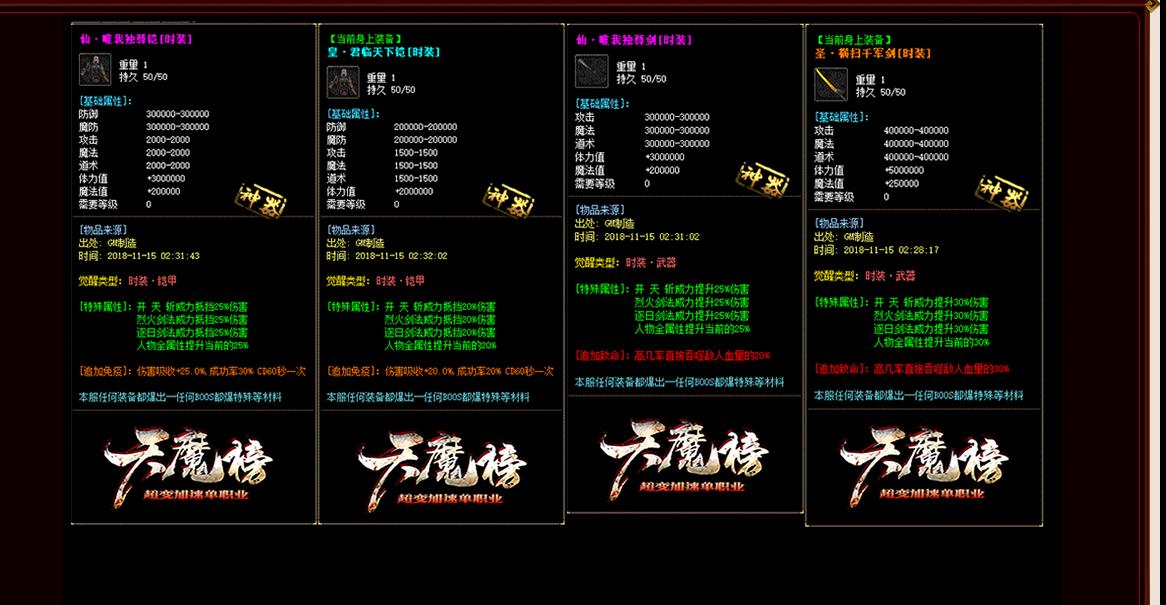 仙·唯我独尊铠[时装]
重量 1
持久 50/50
[基础属性]:
防御 300000-300000
魔防 300000-300000
攻击 2000-2000
魔法 2000-2000
道术 2000-2000
体力值 +3000000
魔法值 +200000
需要等级 0
神器
[物品来源]
出处: GM制造
时间: 2018-11-15 02:31:43
觉醒类型: 时装·铠甲
[特殊属性]: 开 天 斩威力抵挡25%伤害
烈火剑法威力抵挡25%伤害
逐日剑法威力抵挡25%伤害
人物全属性提升当前的25%
[追加免疫]: 伤害吸收+25.0%,成功率30% CD60秒一次
本服任何装备都爆出一任何BOOS都爆特殊等材料
天魔榜
超变加速单职业
【当前身上装备】
皇·君临天下铠[时装]
重量 1
持久 50/50
[基础属性]:
防御 200000-200000
魔防 200000-200000
攻击 1500-1500
魔法 1500-1500
道术 1500-1500
体力值 +2000000
需要等级 0
神器
[物品来源]
出处: GM制造
时间: 2018-11-15 02:32:02
觉醒类型: 时装·铠甲
[特殊属性]: 开 天 斩威力抵挡20%伤害
烈火剑法威力抵挡20%伤害
逐日剑法威力抵挡20%伤害
人物全属性提升当前的20%
[追加免疫]: 伤害吸收+20.0%,成功率20% CD60秒一次
本服任何装备都爆出一任何BOOS都爆特殊等材料
天魔榜
超变加速单职业
仙·唯我独尊剑[时装]
重量 1
持久 50/50
[基础属性]:
攻击 300000-300000
魔法 300000-300000
道术 300000-300000
体力值 +3000000
魔法值 +200000
需要等级 0
神器
[物品来源]
出处: GM制造
时间: 2018-11-15 02:31:02
觉醒类型: 时装·武器
[特殊属性]: 开 天 斩威力提升25%伤害
烈火剑法威力提升25%伤害
逐日剑法威力提升25%伤害
人物全属性提升当前的25%
[追加致命]: 高几率直接吞噬敌人血量的20%
本服任何装备都爆出一任何BOOS都爆特殊等材料
天魔榜
超变加速单职业
【当前身上装备】
圣·横扫千军剑[时装]
重量 1
持久 50/50
[基础属性]:
攻击 400000-400000
魔法 400000-400000
道术 400000-400000
体力值 +5000000
魔法值 +250000
需要等级 0
神器
[物品来源]
出处: GM制造
时间: 2018-11-15 02:28:17
觉醒类型: 时装·武器
[特殊属性]: 开 天 斩威力提升30%伤害
烈火剑法威力提升30%伤害
逐日剑法威力提升30%伤害
人物全属性提升当前的30%
[追加致命]: 高几率直接吞噬敌人血量的30%
本服任何装备都爆出一任何BOOS都爆特殊等材料
天魔榜
超变加速单职业